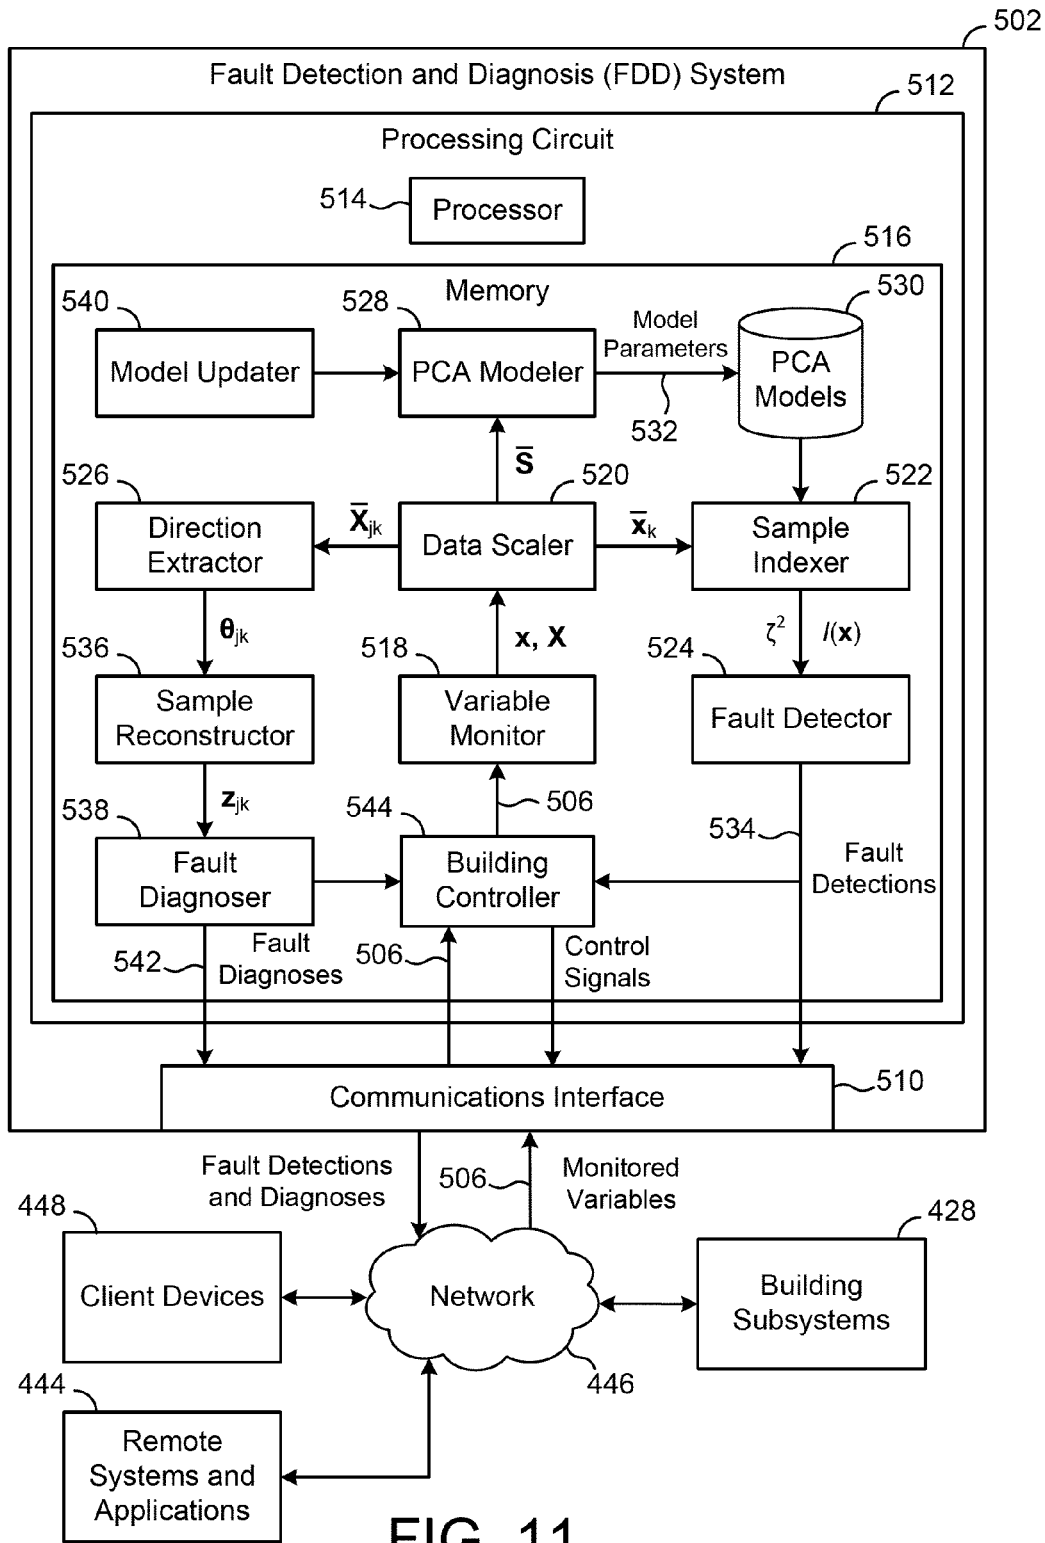 502
Fault Detection and Diagnosis (FDD) System
512
Processing Circuit
514
Processor
516
Memory
540
Model Updater
528
PCA Modeler
Model
Parameters
532
530
PCA
Models
S̅
526
Direction
Extractor
X̅jk
520
Data Scaler
x̅k
522
Sample
Indexer
θjk
x, X
ζ² I(x)
536
Sample
Reconstructor
518
Variable
Monitor
524
Fault Detector
zjk
506
538
Fault
Diagnoser
544
Building
Controller
534
Fault
Detections
542
Fault
Diagnoses
506
Control
Signals
Communications Interface
510
Fault Detections
and Diagnoses
506
Monitored
Variables
448
Client Devices
Network
446
428
Building
Subsystems
444
Remote
Systems and
Applications
FIG. 11